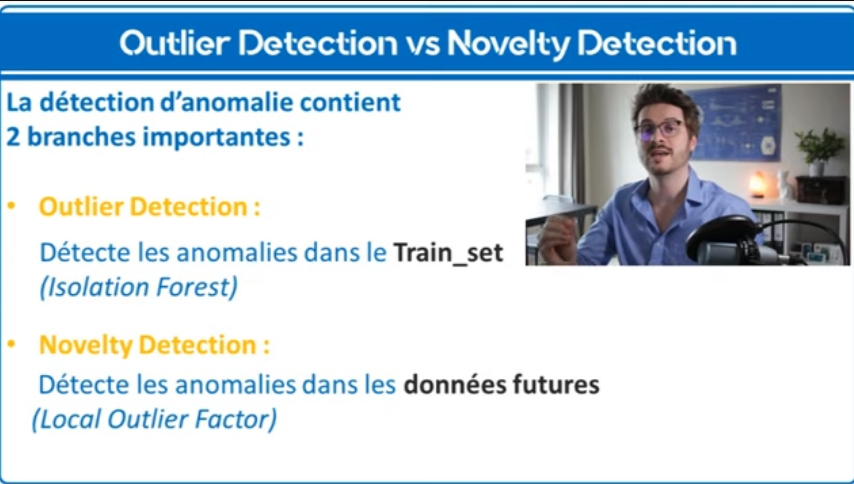 Outlier Detection vs Novelty Detection
La détection d’anomalie contient
2 branches importantes :
• Outlier Detection :
Détecte les anomalies dans le Train_set
(Isolation Forest)
• Novelty Detection :
Détecte les anomalies dans les données futures
(Local Outlier Factor)